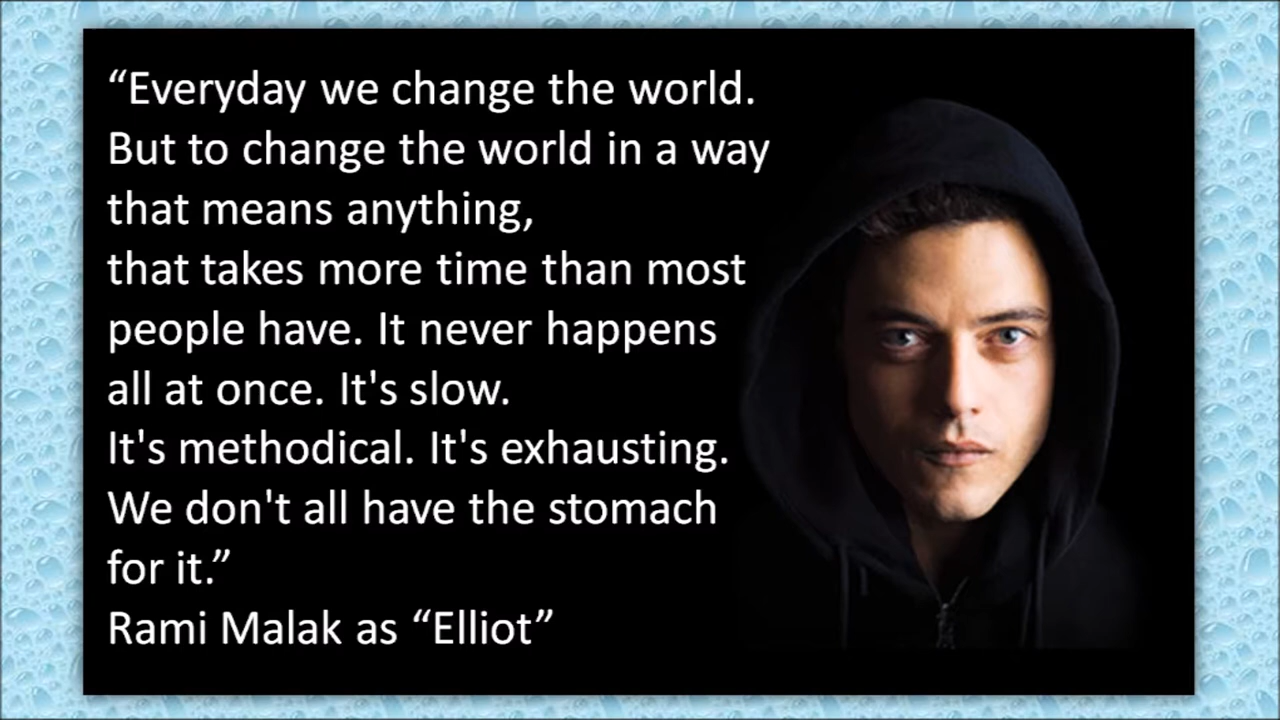 “Everyday we change the world.
But to change the world in a way
that means anything,
that takes more time than most
people have. It never happens
all at once. It's slow.
It's methodical. It's exhausting.
We don't all have the stomach
for it.”
Rami Malak as “Elliot”